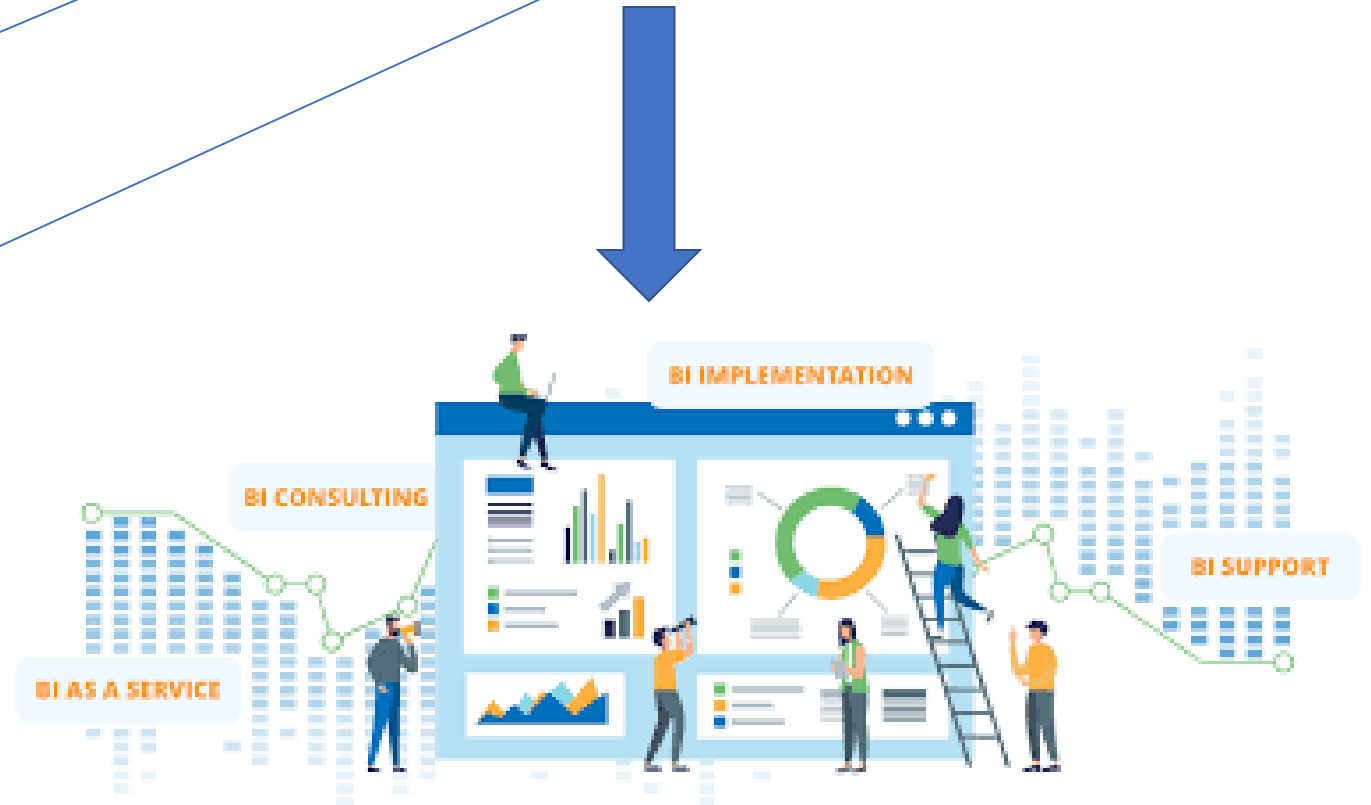 BI IMPLEMENTATION
BI CONSULTING
BI SUPPORT
BI AS A SERVICE